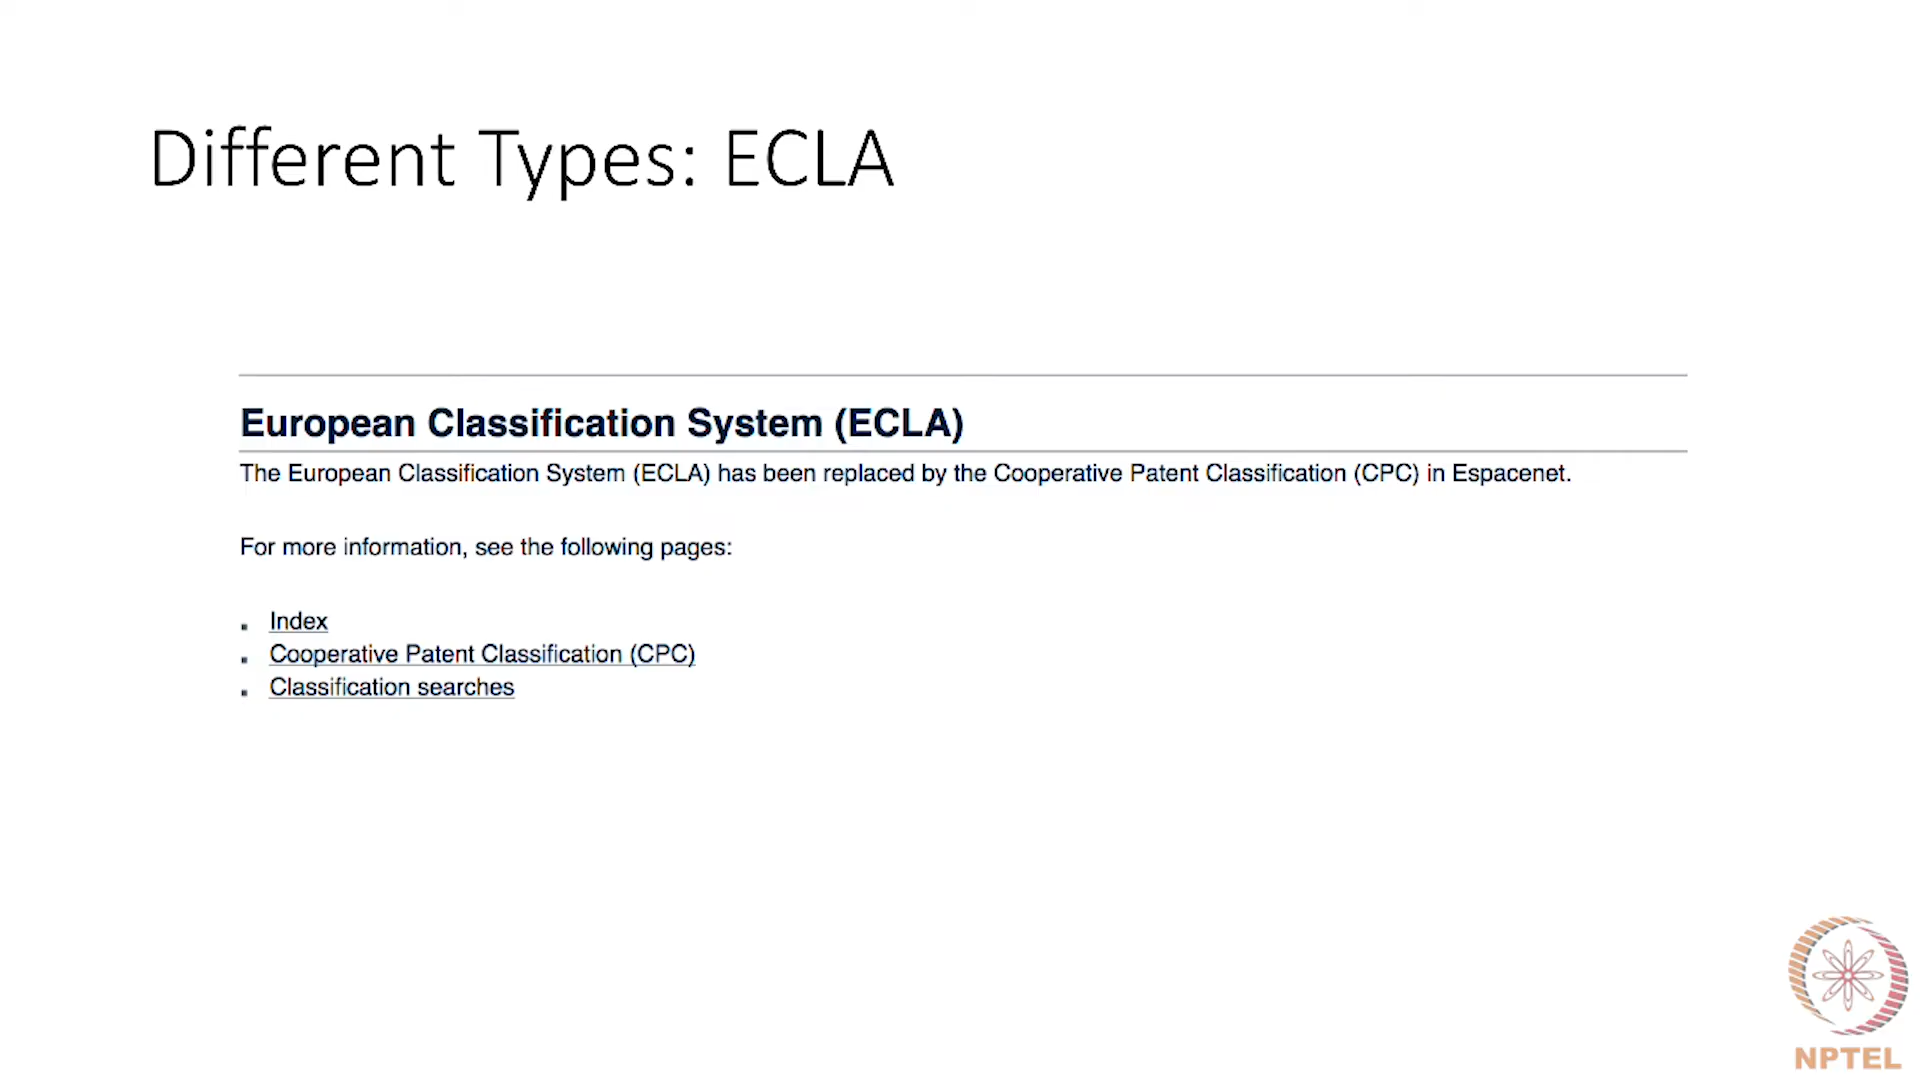 Different Types: ECLA
European Classification System (ECLA)
The European Classification System (ECLA) has been replaced by the Cooperative Patent Classification (CPC) in Espacenet.
For more information, see the following pages:
Index
Cooperative Patent Classification (CPC)
Classification searches
NPTEL